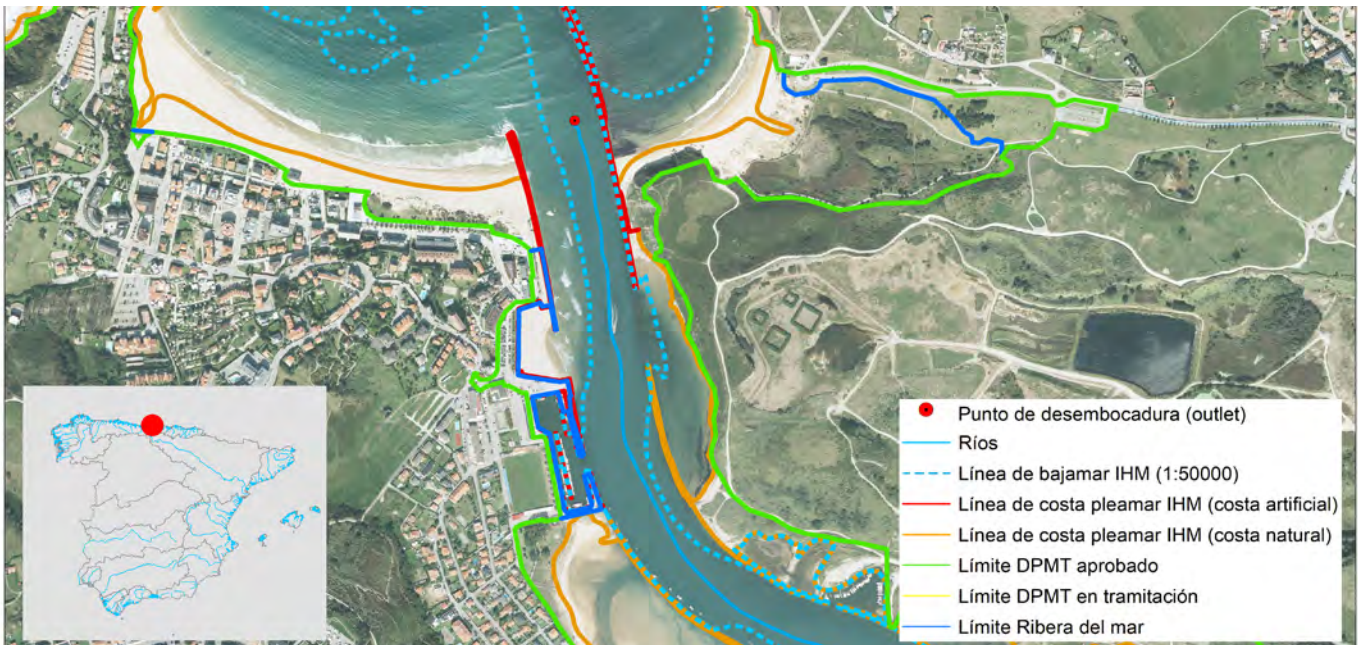 Punto de desembocadura (outlet)
Ríos
Línea de bajamar IHM (1:50000)
Línea de costa pleamar IHM (costa artificial)
Línea de costa pleamar IHM (costa natural)
Límite DPMT aprobado
Límite DPMT en tramitación
Límite Ribera del mar